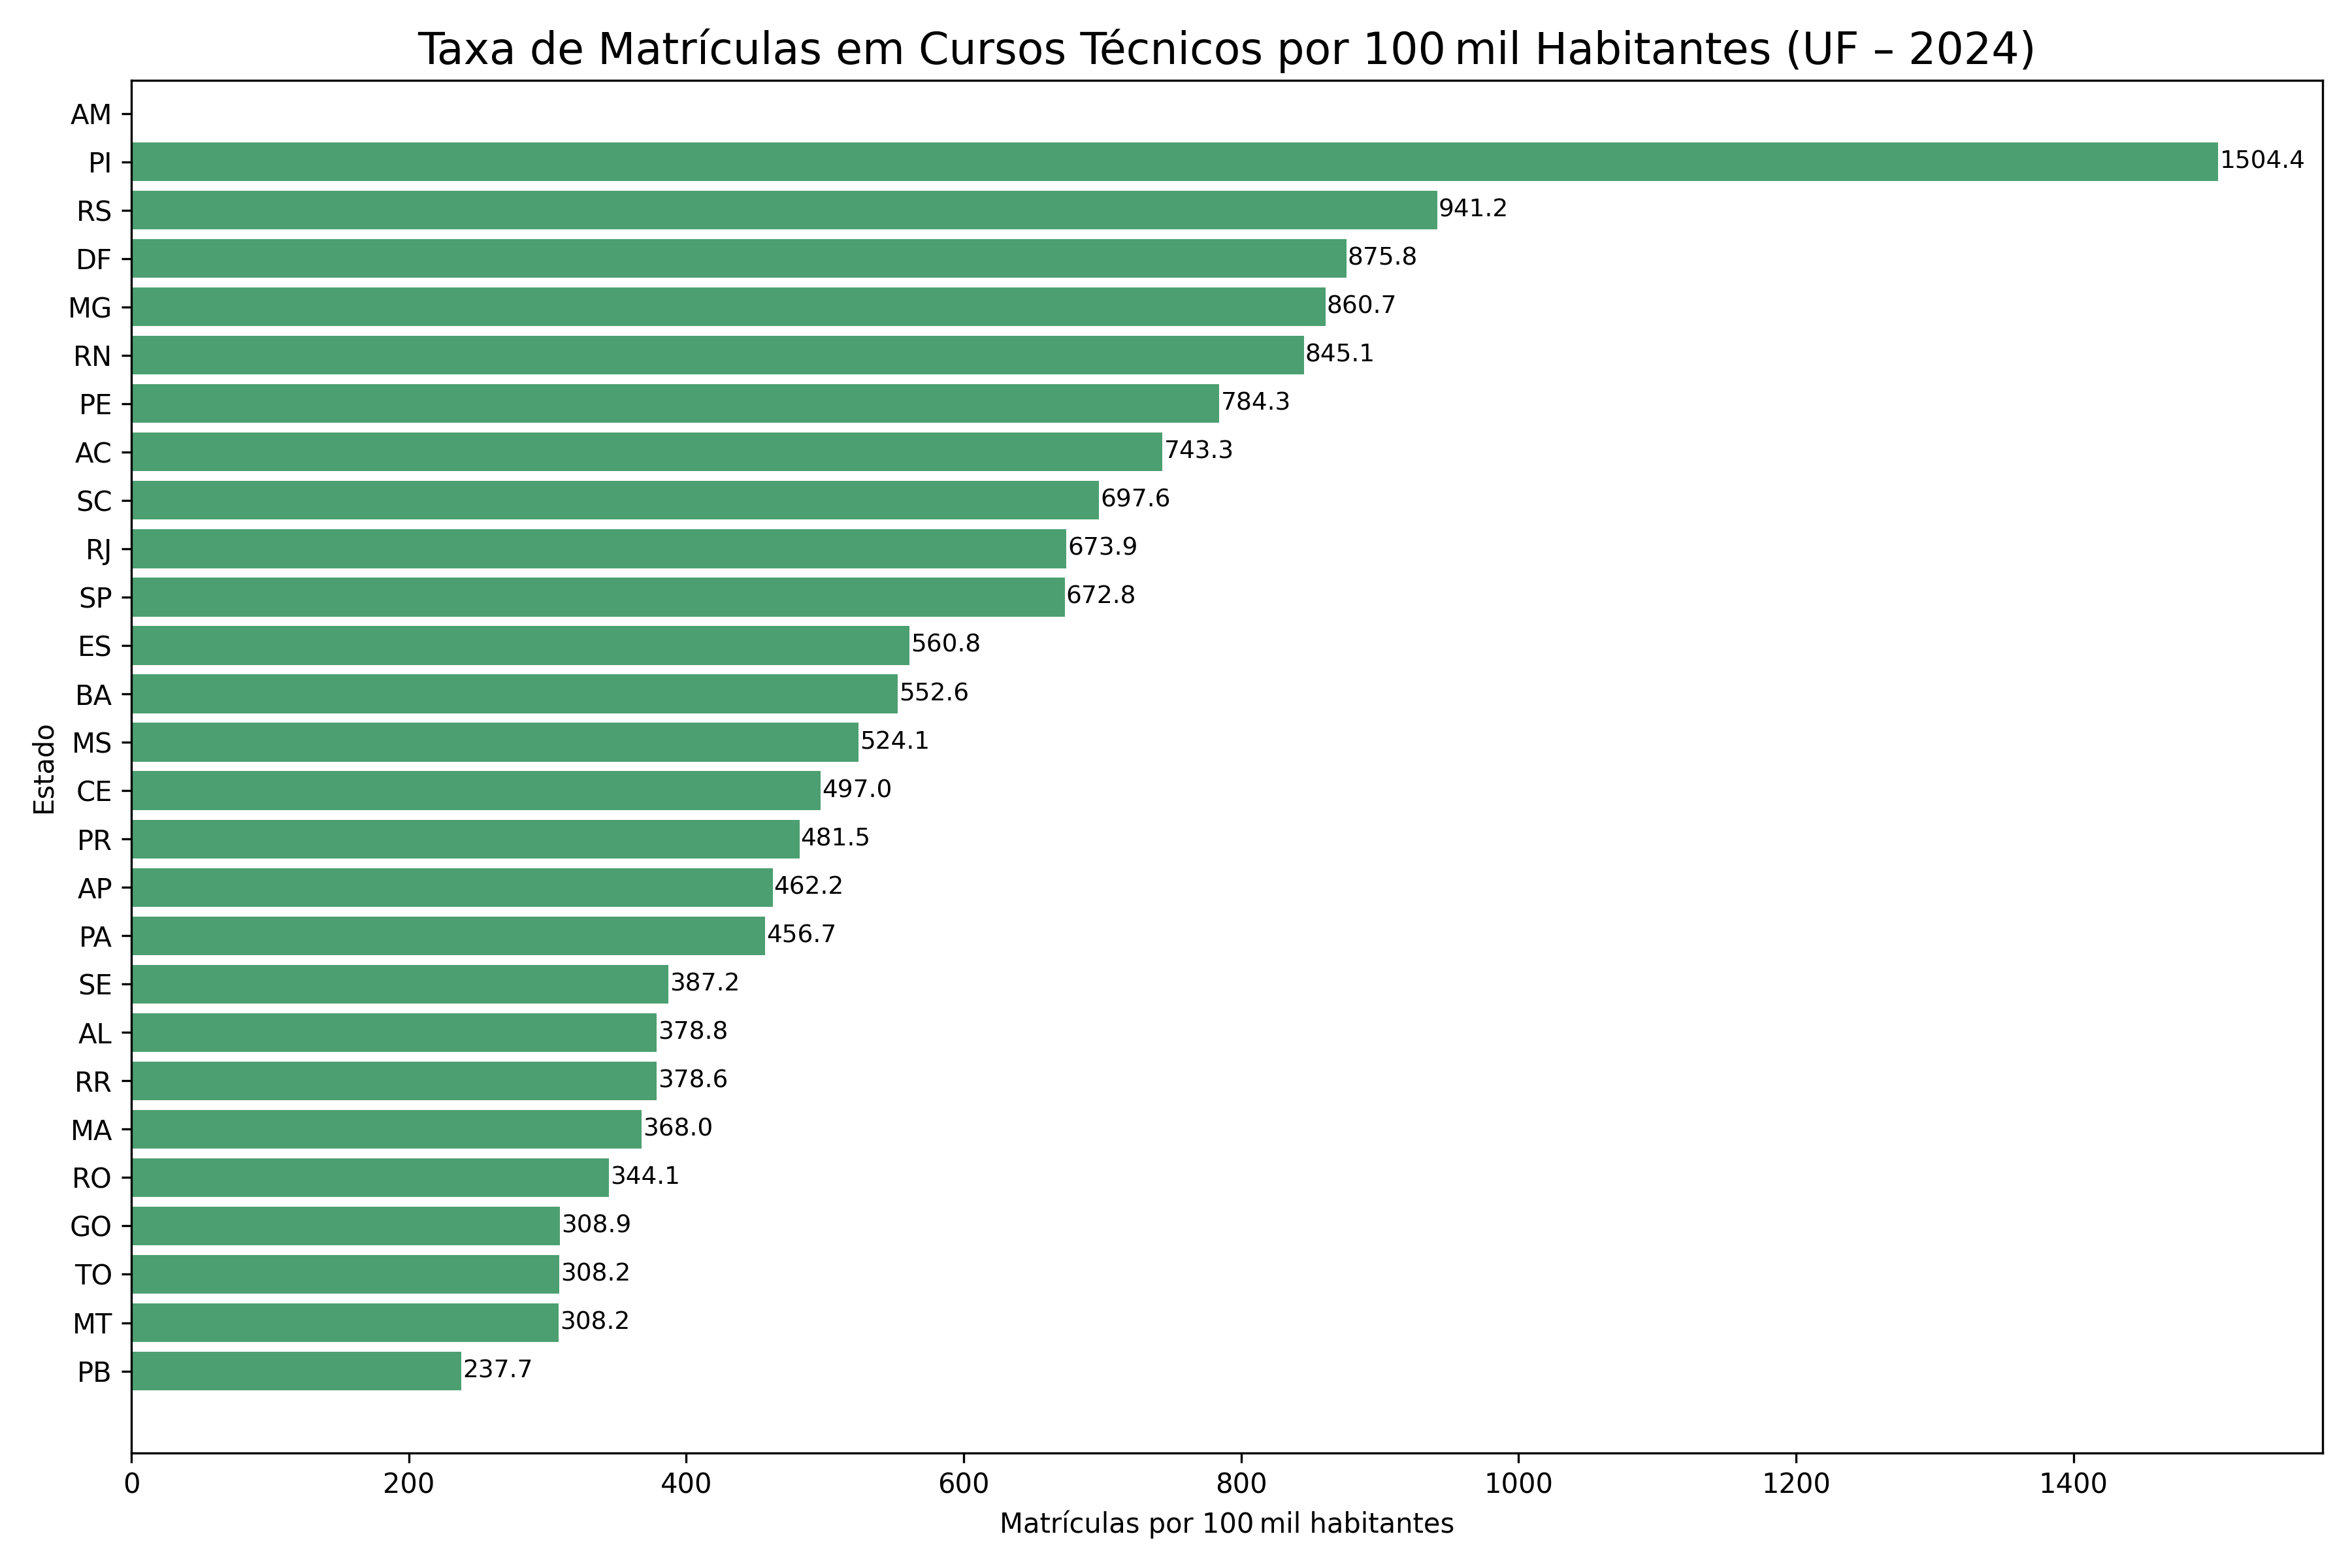 Taxa de Matrículas em Cursos Técnicos por 100 mil Habitantes (UF – 2024)
AM
PI 1504.4
RS 941.2
DF 875.8
MG 860.7
RN 845.1
PE 784.3
AC 743.3
SC 697.6
RJ 673.9
SP 672.8
ES 560.8
BA 552.6
MS 524.1
CE 497.0
PR 481.5
AP 462.2
PA 456.7
SE 387.2
AL 378.8
RR 378.6
MA 368.0
RO 344.1
GO 308.9
TO 308.2
MT 308.2
PB 237.7
Estado
0 200 400 600 800 1000 1200 1400
Matrículas por 100 mil habitantes